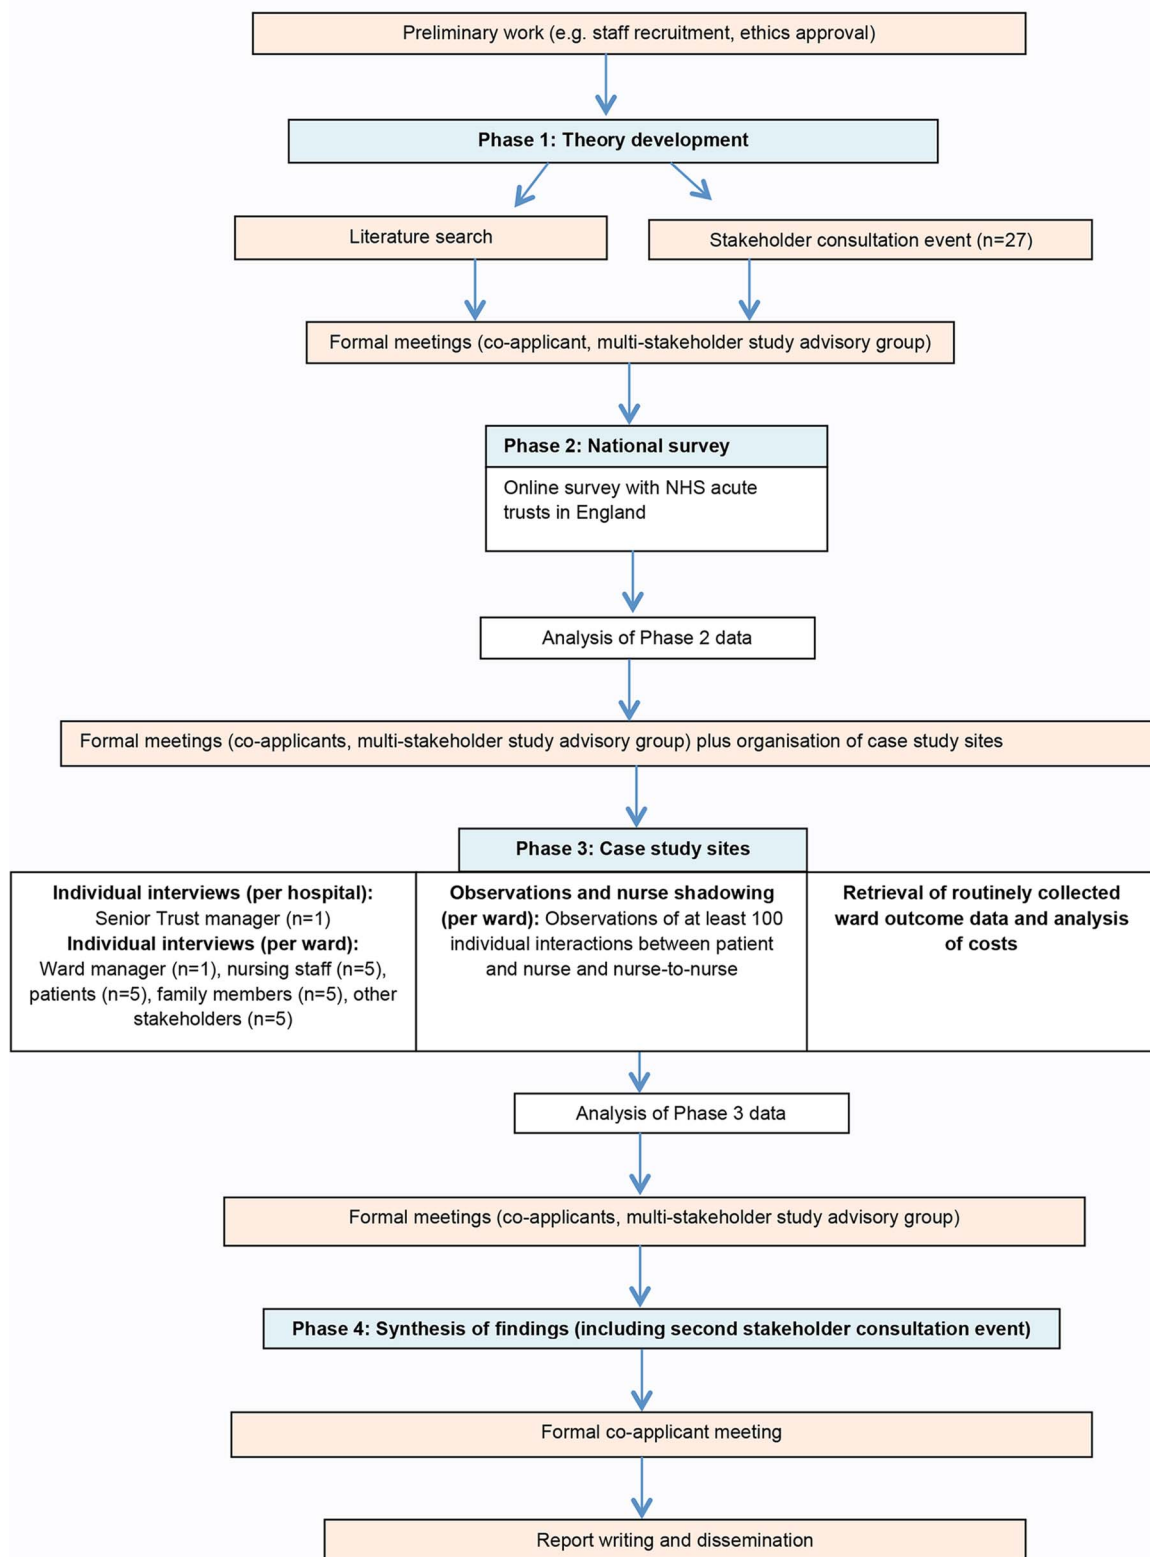 Preliminary work (e.g. staff recruitment, ethics approval)
Phase 1: Theory development
Literature search
Stakeholder consultation event (n=27)
Formal meetings (co-applicant, multi-stakeholder study advisory group)
Phase 2: National survey
Online survey with NHS acute
trusts in England
Analysis of Phase 2 data
Formal meetings (co-applicants, multi-stakeholder study advisory group) plus organisation of case study sites
Phase 3: Case study sites
Individual interviews (per hospital):
Senior Trust manager (n=1)
Individual interviews (per ward):
Ward manager (n=1), nursing staff (n=5),
patients (n=5), family members (n=5), other
stakeholders (n=5)
Observations and nurse shadowing
(per ward): Observations of at least 100
individual interactions between patient
and nurse and nurse-to-nurse
Retrieval of routinely collected
ward outcome data and analysis
of costs
Analysis of Phase 3 data
Formal meetings (co-applicants, multi-stakeholder study advisory group)
Phase 4: Synthesis of findings (including second stakeholder consultation event)
Formal co-applicant meeting
Report writing and dissemination